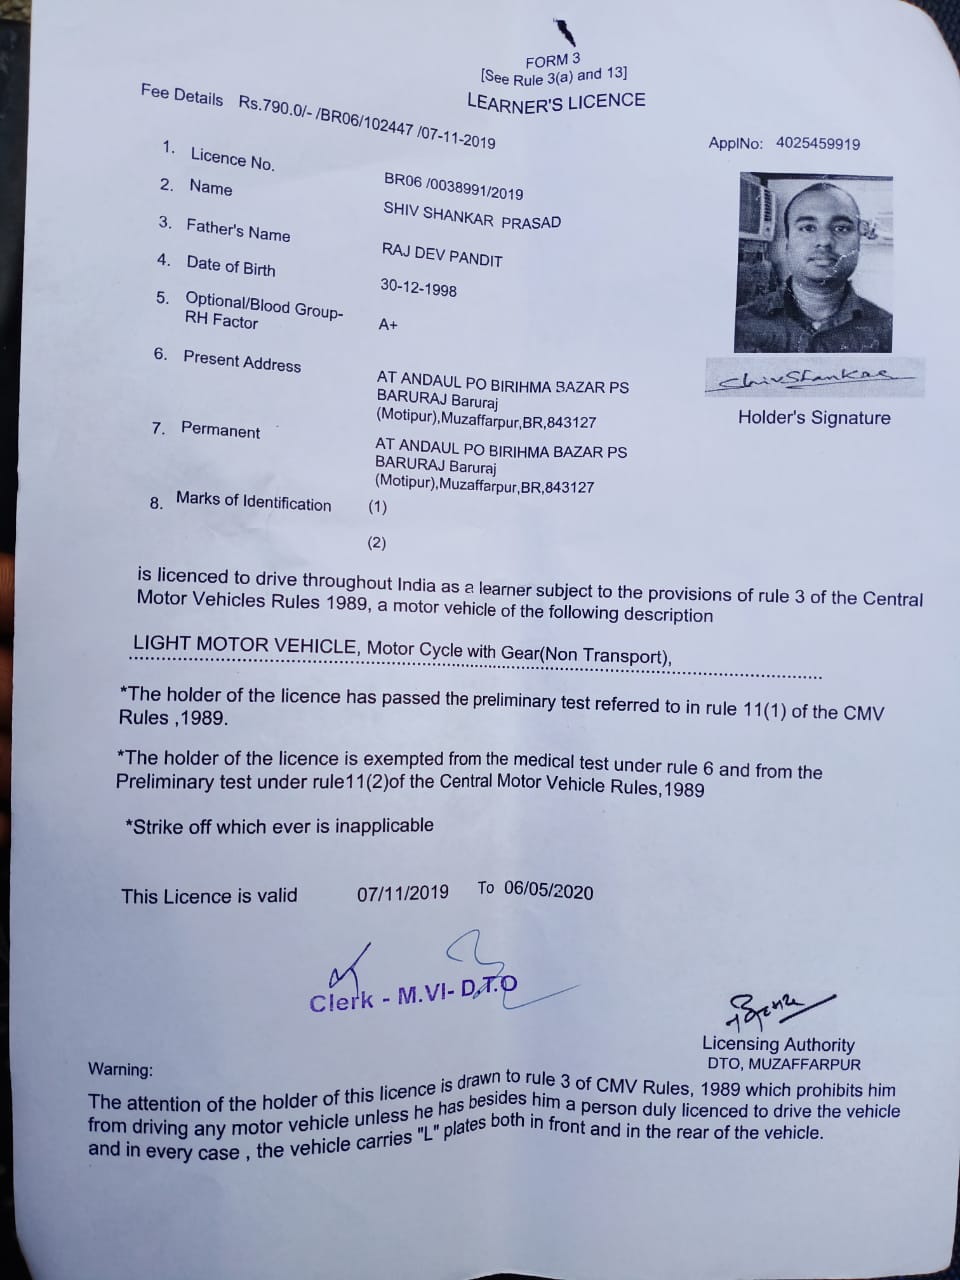 FORM 3
[See Rule 3(a) and 13]
LEARNER'S LICENCE
Fee Details Rs.790.0/- /BR06/102447 /07-11-2019
ApplNo: 4025459919
1. Licence No. BR06 /0038991/2019
2. Name SHIV SHANKAR PRASAD
3. Father's Name RAJ DEV PANDIT
4. Date of Birth 30-12-1998
5. Optional/Blood Group-
RH Factor A+
6. Present Address AT ANDAUL PO BIRIHMA BAZAR PS
BARURAJ Baruraj
(Motipur),Muzaffarpur,BR,843127
7. Permanent AT ANDAUL PO BIRIHMA BAZAR PS
BARURAJ Baruraj
(Motipur),Muzaffarpur,BR,843127
Shiv Shankar
Holder's Signature
8. Marks of Identification (1)
(2)
is licenced to drive throughout India as a learner subject to the provisions of rule 3 of the Central
Motor Vehicles Rules 1989, a motor vehicle of the following description
LIGHT MOTOR VEHICLE, Motor Cycle with Gear(Non Transport),
*The holder of the licence has passed the preliminary test referred to in rule 11(1) of the CMV
Rules ,1989.
*The holder of the licence is exempted from the medical test under rule 6 and from the
Preliminary test under rule11(2)of the Central Motor Vehicle Rules,1989
*Strike off which ever is inapplicable
This Licence is valid 07/11/2019 To 06/05/2020
Clerk - M.VI- D.T.O
Licensing Authority
DTO, MUZAFFARPUR
Warning:
The attention of the holder of this licence is drawn to rule 3 of CMV Rules, 1989 which prohibits him
from driving any motor vehicle unless he has besides him a person duly licenced to drive the vehicle
and in every case , the vehicle carries "L" plates both in front and in the rear of the vehicle.